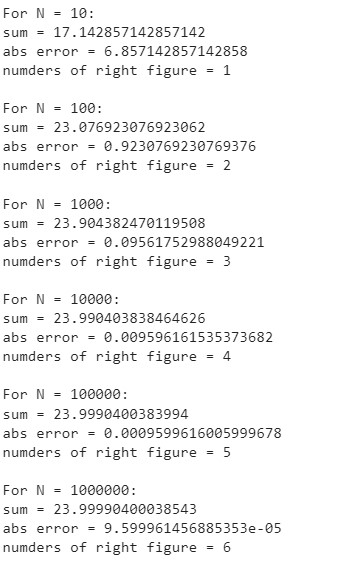 For N = 10:
sum = 17.142857142857142
abs error = 6.857142857142858
numders of right figure = 1
For N = 100:
sum = 23.076923076923062
abs error = 0.9230769230769376
numders of right figure = 2
For N = 1000:
sum = 23.904382470119508
abs error = 0.09561752988049221
numders of right figure = 3
For N = 10000:
sum = 23.990403838464626
abs error = 0.009596161535373682
numders of right figure = 4
For N = 100000:
sum = 23.9990400383994
abs error = 0.0009599616005999678
numders of right figure = 5
For N = 1000000:
sum = 23.99990400038543
abs error = 9.599961456885353e-05
numders of right figure = 6